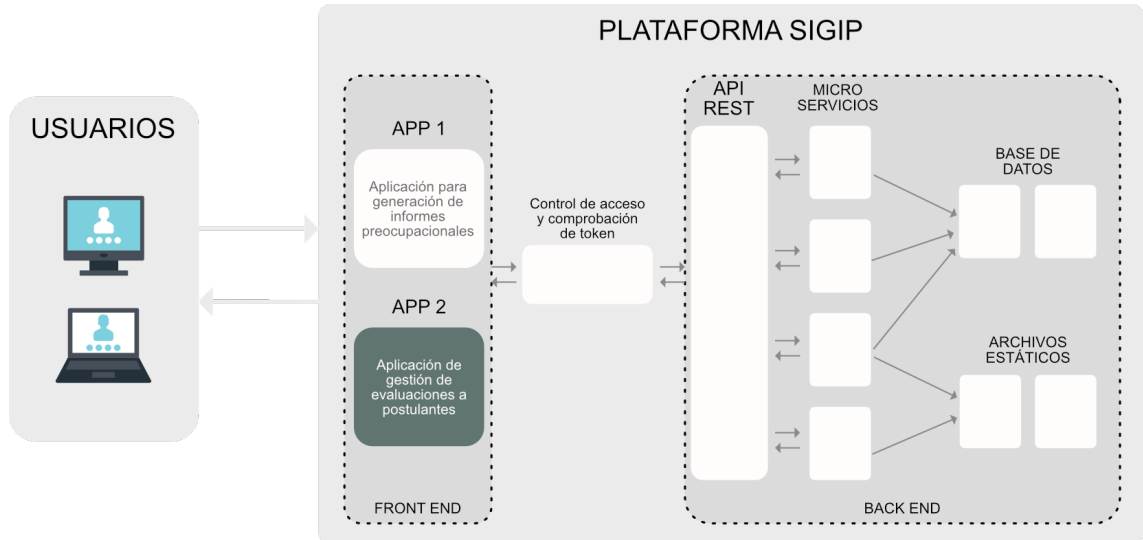 PLATAFORMA SIGIP
USUARIOS
APP 1
Aplicación para
generación de
informes
preocupacionales
APP 2
Aplicación de
gestión de
evaluaciones a
postulantes
FRONT END
Control de acceso
y comprobación
de token
API
REST
MICRO
SERVICIOS
BASE DE
DATOS
ARCHIVOS
ESTÁTICOS
BACK END